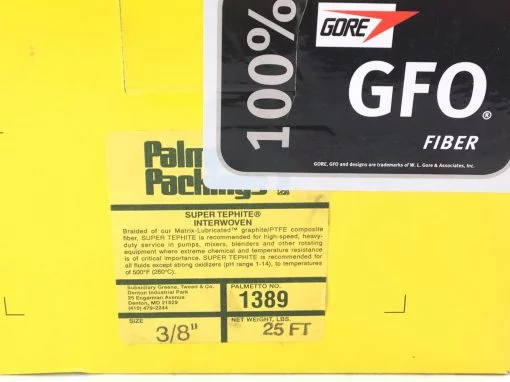 GORE
100%
GFO®
FIBER
GORE, GFO and designs are trademarks of W. L. Gore & Associates, Inc.
Palm
Packings
SUPER TEPHITE®
INTERWOVEN
Braided of our Matrix-Lubricated™ graphite/PTFE composite
fiber, SUPER TEPHITE is recommended for high-speed, heavy-
duty service in pumps, mixers, blenders and other rotating
equipment where extreme chemical and temperature resistance
is of critical importance. SUPER TEPHITE is recommended for
all fluids except strong oxidizers (pH range 1-14), to temperatures
of 500°F (260°C).
Subsidiary Greene, Tweed & Co.
Denton Industrial Park
25 Engerman Avenue
Denton, MD 21629
(410) 479-2244
PALMETTO NO.
1389
SIZE
3/8"
NET WEIGHT, LBS.
25 FT